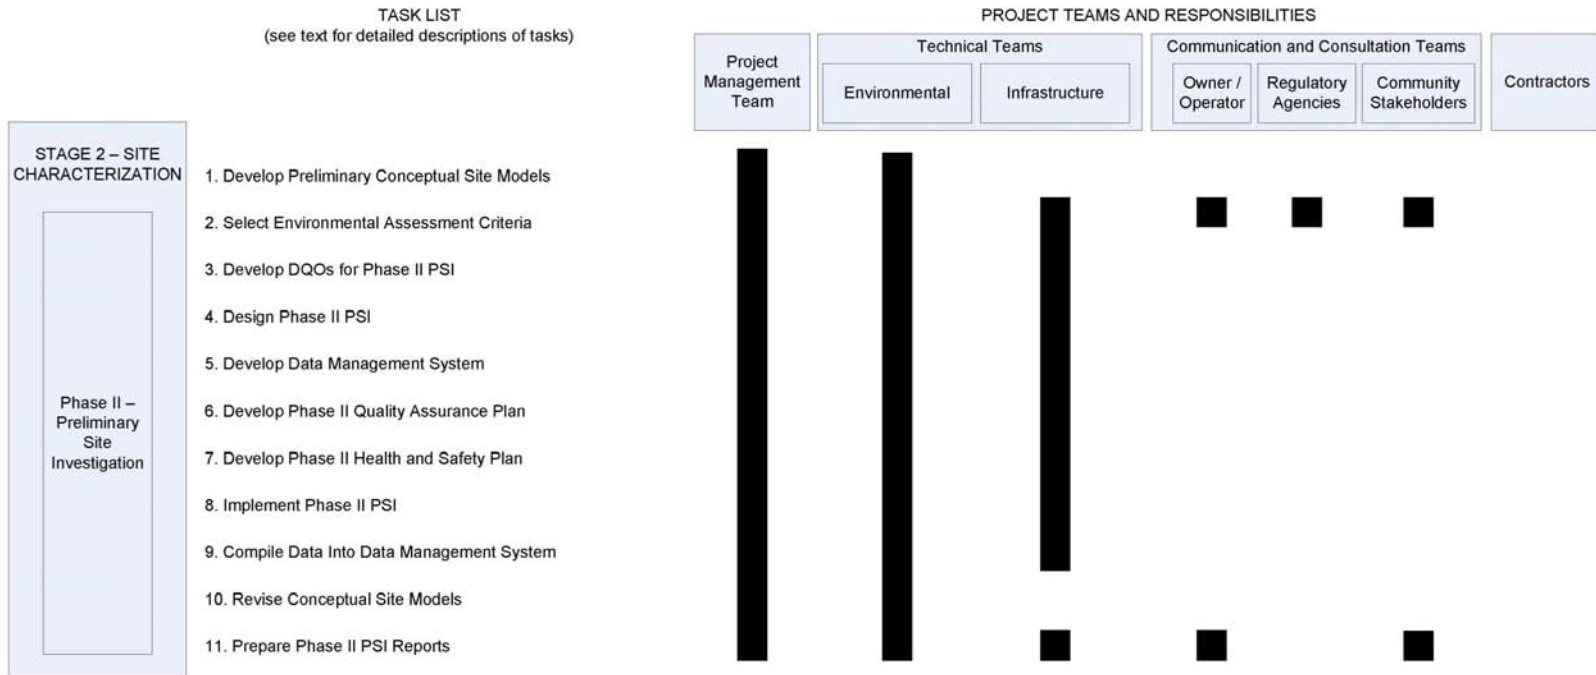 TASK LIST
(see text for detailed descriptions of tasks)
PROJECT TEAMS AND RESPONSIBILITIES
Project
Management
Team
Technical Teams
Environmental
Infrastructure
Communication and Consultation Teams
Owner /
Operator
Regulatory
Agencies
Community
Stakeholders
Contractors
STAGE 2 – SITE
CHARACTERIZATION
Phase II –
Preliminary
Site
Investigation
1. Develop Preliminary Conceptual Site Models
2. Select Environmental Assessment Criteria
3. Develop DQOs for Phase II PSI
4. Design Phase II PSI
5. Develop Data Management System
6. Develop Phase II Quality Assurance Plan
7. Develop Phase II Health and Safety Plan
8. Implement Phase II PSI
9. Compile Data Into Data Management System
10. Revise Conceptual Site Models
11. Prepare Phase II PSI Reports